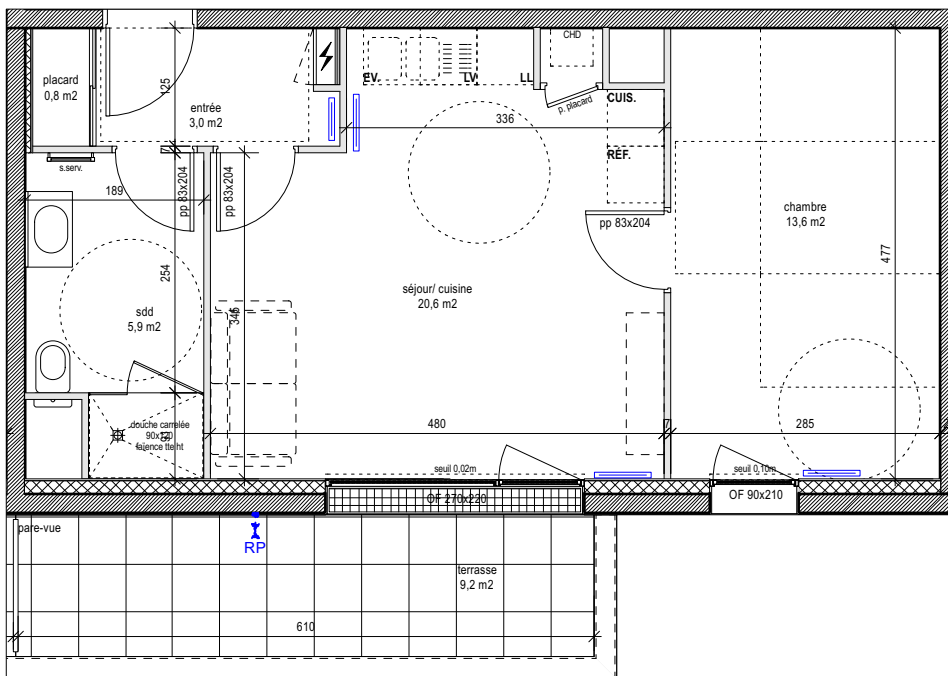 placard
0,8 m2
125
entrée
3,0 m2
EV.
LV
LL
CHD
p. placard
CUIS.
336
RÉF.
s.serv.
189
pp 83x204
pp 83x204
pp 83x204
chambre
13,6 m2
477
254
sdd
5,9 m2
séjour/ cuisine
20,6 m2
345
douche carrelée
90x120
faïence tte ht
480
7
285
seuil 0,02m
seuil 0,10m
OF 270x220
OF 90x210
pare-vue
RP
terrasse
9,2 m2
610